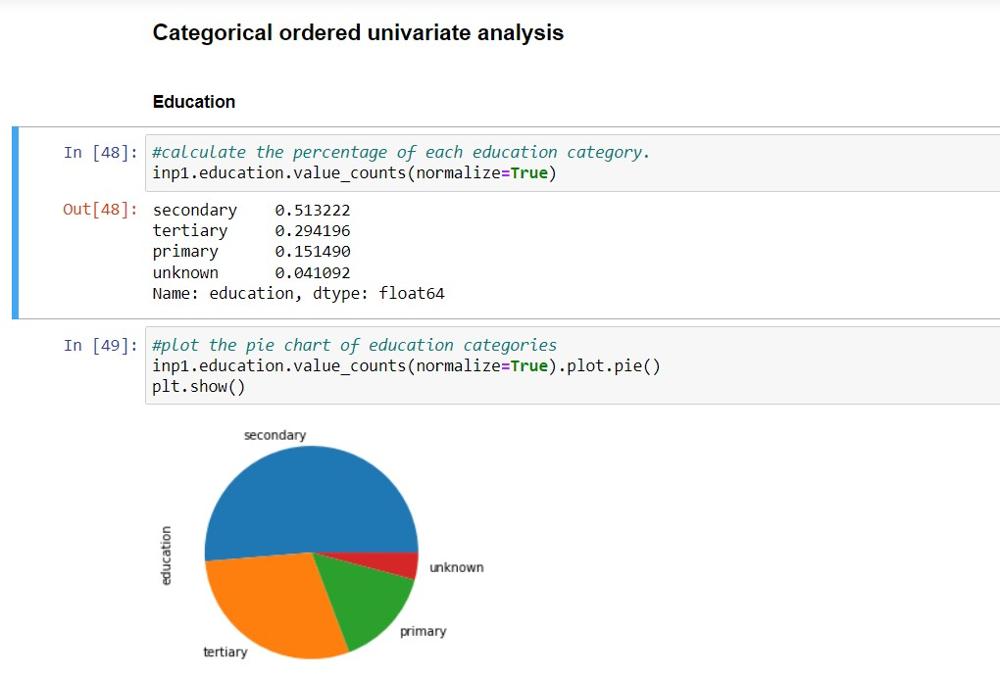 Categorical ordered univariate analysis
Education
In [48]: #calculate the percentage of each education category.
inp1.education.value_counts(normalize=True)
Out[48]: secondary    0.513222
tertiary     0.294196
primary      0.151490
unknown      0.041092
Name: education, dtype: float64
In [49]: #plot the pie chart of education categories
inp1.education.value_counts(normalize=True).plot.pie()
plt.show()
secondary
education
unknown
primary
tertiary